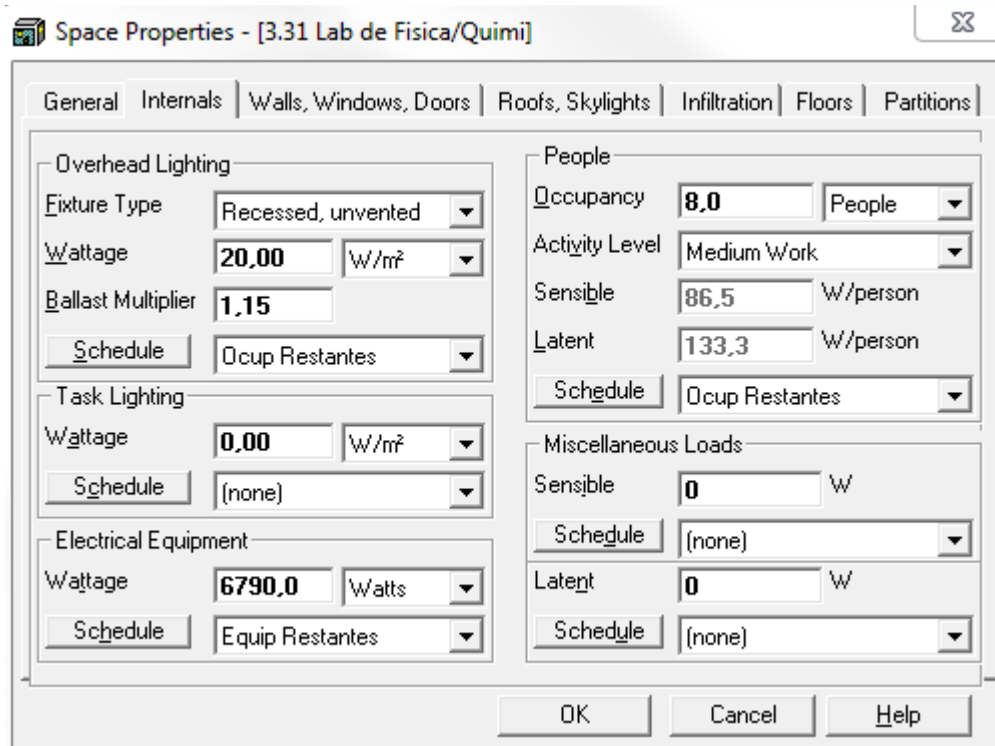 Space Properties - [3.31 Lab de Fisica/Quimi]
General Internals Walls, Windows, Doors Roofs, Skylights Infiltration Floors Partitions
Overhead Lighting
Fixture Type Recessed, unvented
Wattage 20,00 W/m²
Ballast Multiplier 1,15
Schedule Ocup Restantes
Task Lighting
Wattage 0,00 W/m²
Schedule (none)
Electrical Equipment
Wattage 6790,0 Watts
Schedule Equip Restantes
People
Occupancy 8,0 People
Activity Level Medium Work
Sensible 86,5 W/person
Latent 133,3 W/person
Schedule Ocup Restantes
Miscellaneous Loads
Sensible 0 W
Schedule (none)
Latent 0 W
Schedule (none)
OK Cancel Help